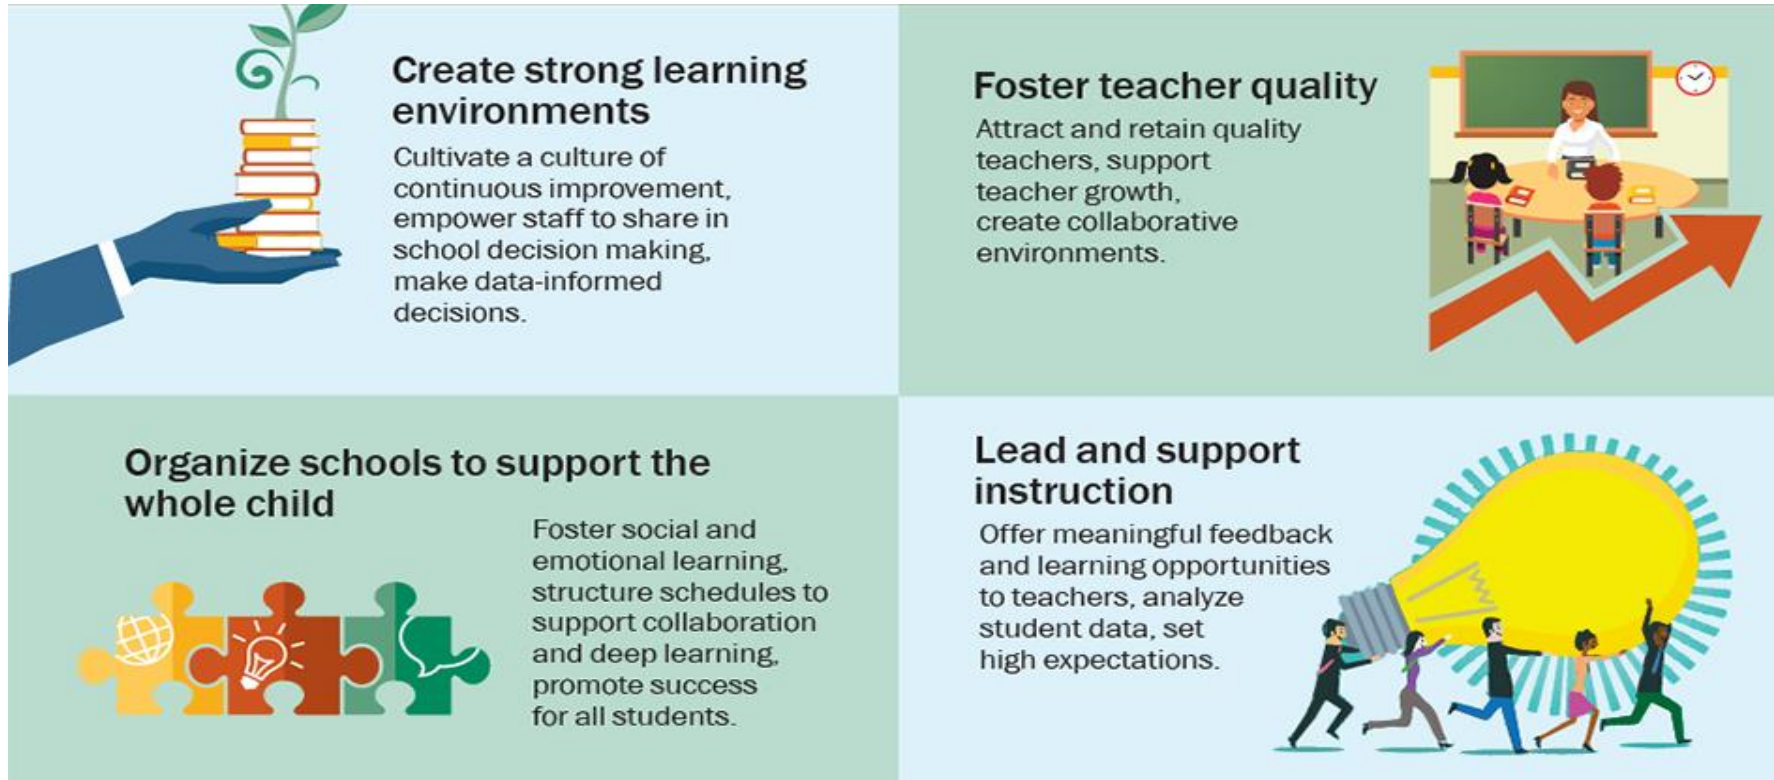 Create strong learning
environments
Cultivate a culture of
continuous improvement,
empower staff to share in
school decision making,
make data-informed
decisions.
Foster teacher quality
Attract and retain quality
teachers, support
teacher growth,
create collaborative
environments.
Organize schools to support the
whole child
Foster social and
emotional learning,
structure schedules to
support collaboration
and deep learning,
promote success
for all students.
Lead and support
instruction
Offer meaningful feedback
and learning opportunities
to teachers, analyze
student data, set
high expectations.